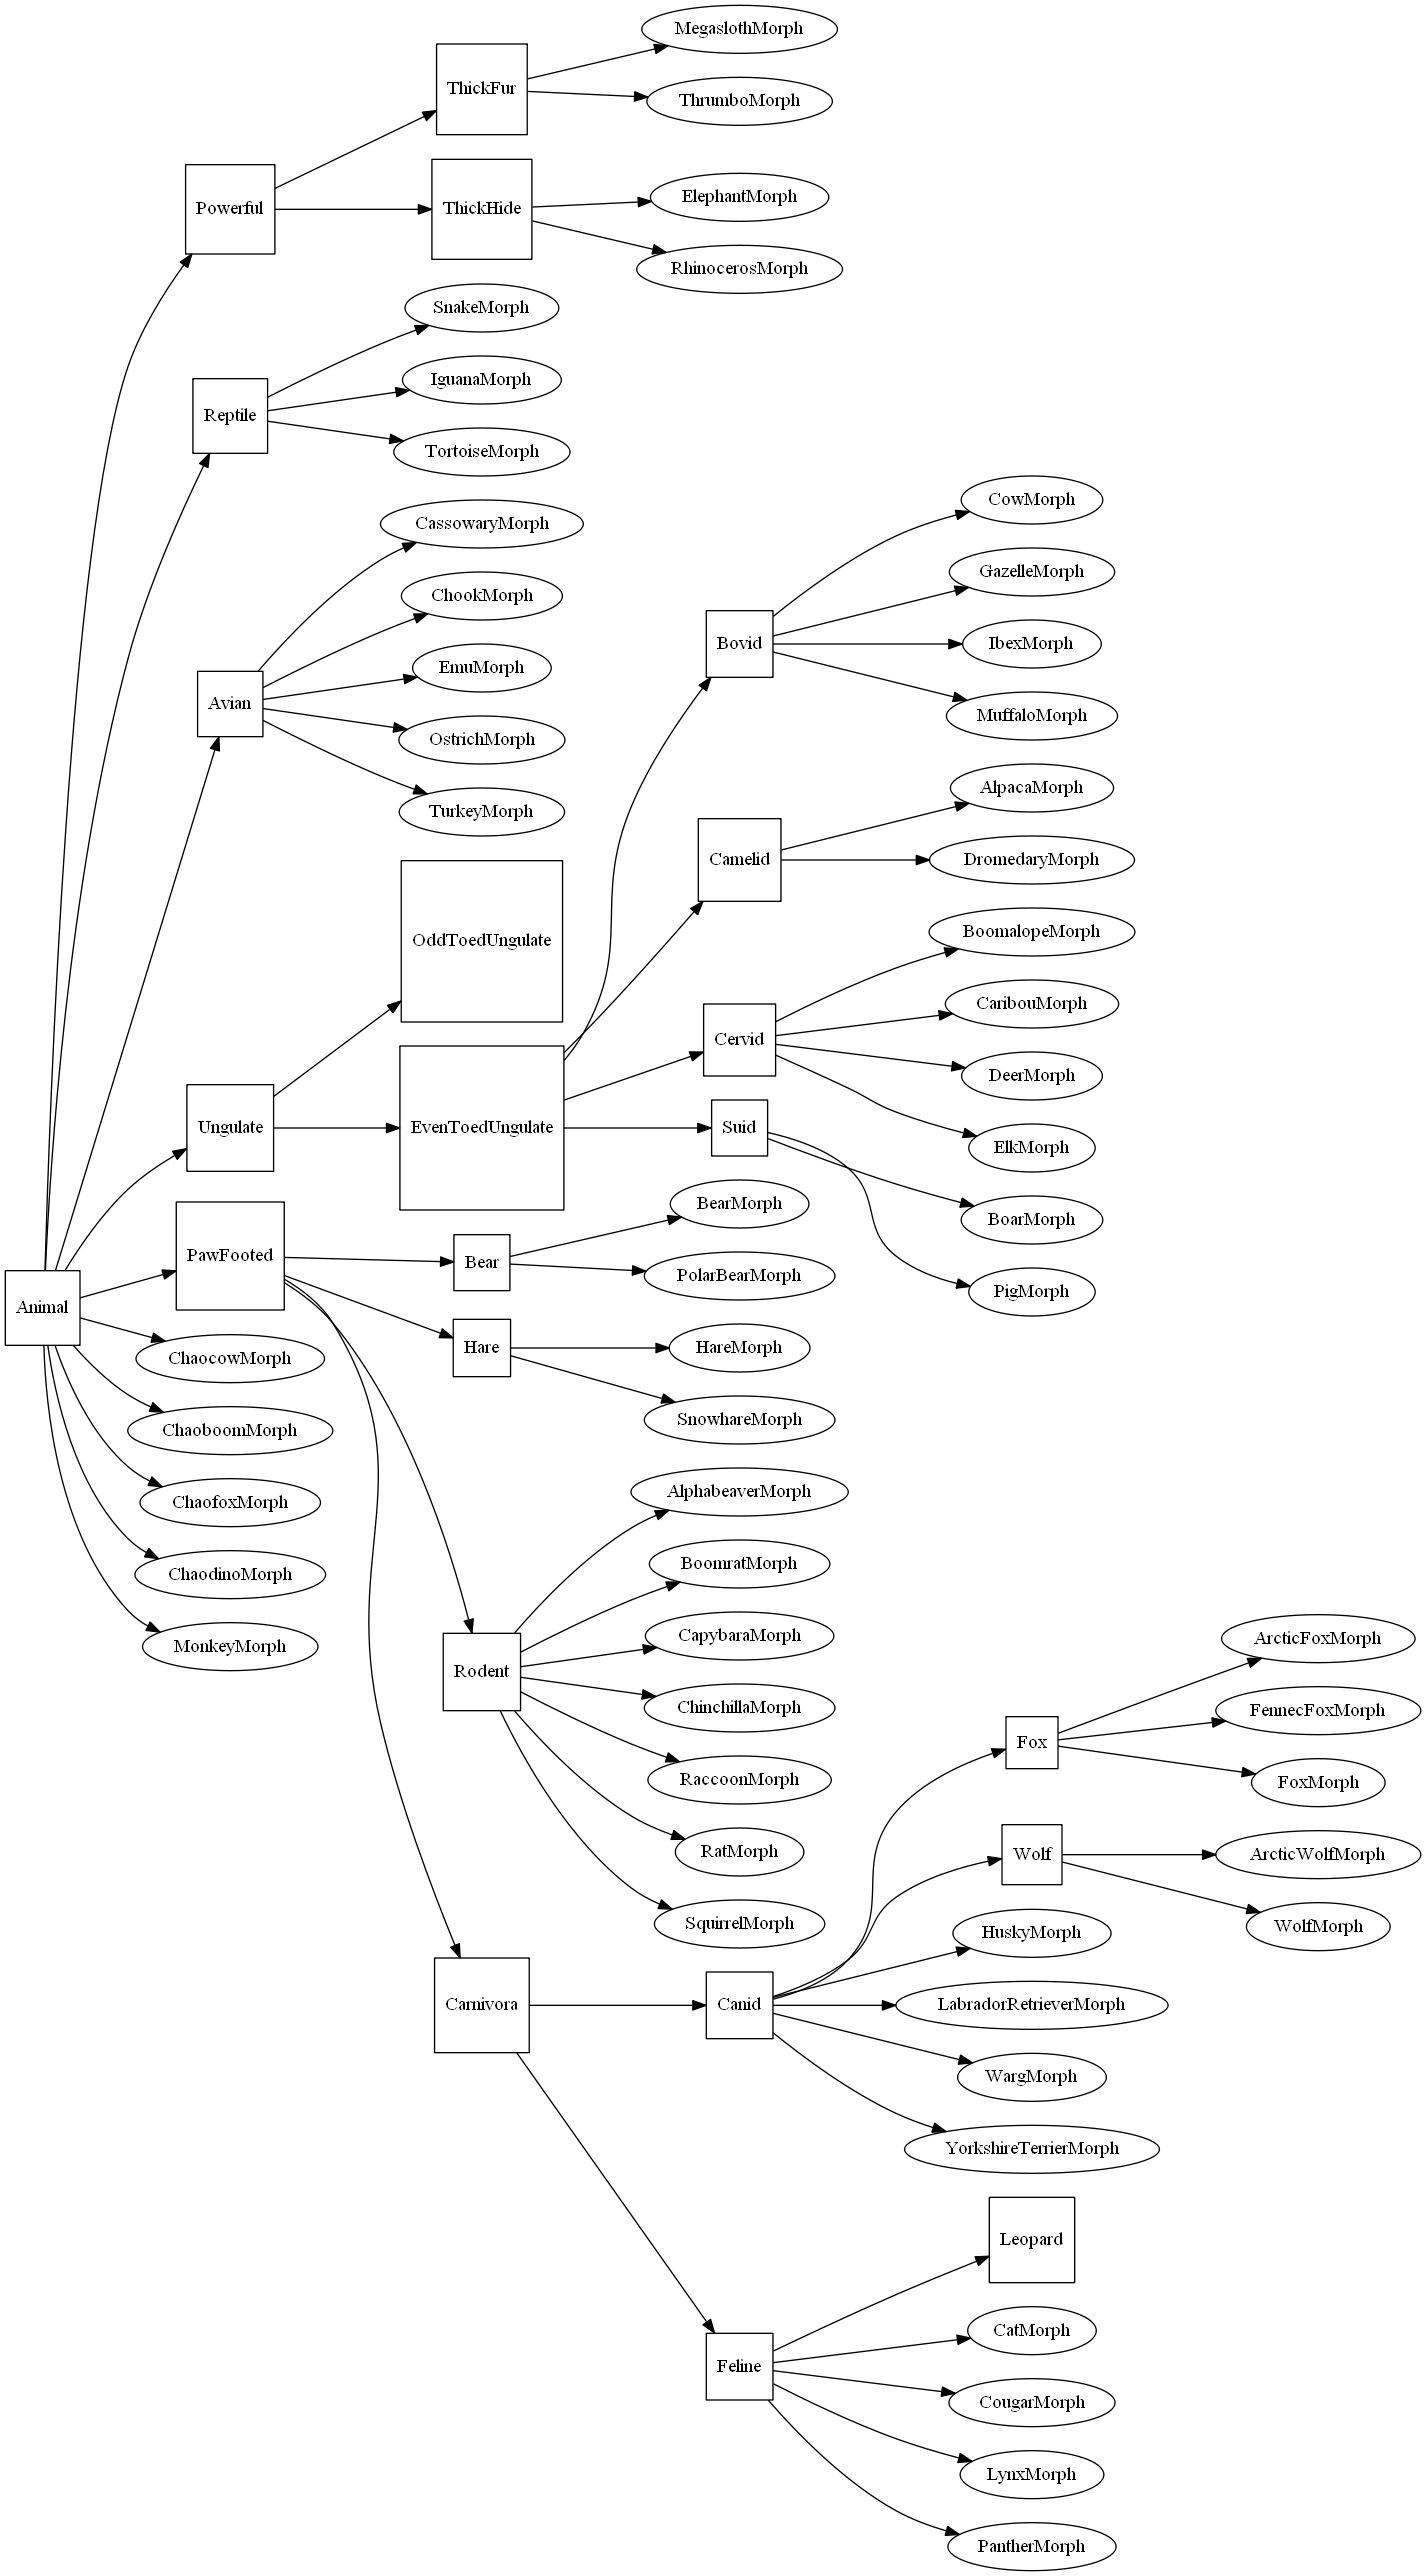 MegaslothMorph
ThickFur
ThrumboMorph
Powerful
ThickHide
ElephantMorph
RhinocerosMorph
SnakeMorph
Reptile
IguanaMorph
TortoiseMorph
CassowaryMorph
CowMorph
GazelleMorph
ChookMorph
Bovid
IbexMorph
EmuMorph
Avian
MuffaloMorph
OstrichMorph
AlpacaMorph
TurkeyMorph
Camelid
DromedaryMorph
OddToedUngulate
BoomalopeMorph
CaribouMorph
Cervid
DeerMorph
Ungulate
EvenToedUngulate
Suid
ElkMorph
BearMorph
BoarMorph
PawFooted
Bear
PolarBearMorph
PigMorph
Animal
Hare
HareMorph
ChaocowMorph
SnowhareMorph
ChaoboomMorph
AlphabeaverMorph
ChaofoxMorph
BoomratMorph
ChaodinoMorph
CapybaraMorph
ArcticFoxMorph
MonkeyMorph
Rodent
ChinchillaMorph
FennecFoxMorph
Fox
RaccoonMorph
FoxMorph
RatMorph
Wolf
ArcticWolfMorph
SquirrelMorph
HuskyMorph
WolfMorph
Carnivora
Canid
LabradorRetrieverMorph
WargMorph
YorkshireTerrierMorph
Leopard
CatMorph
Feline
CougarMorph
LynxMorph
PantherMorph